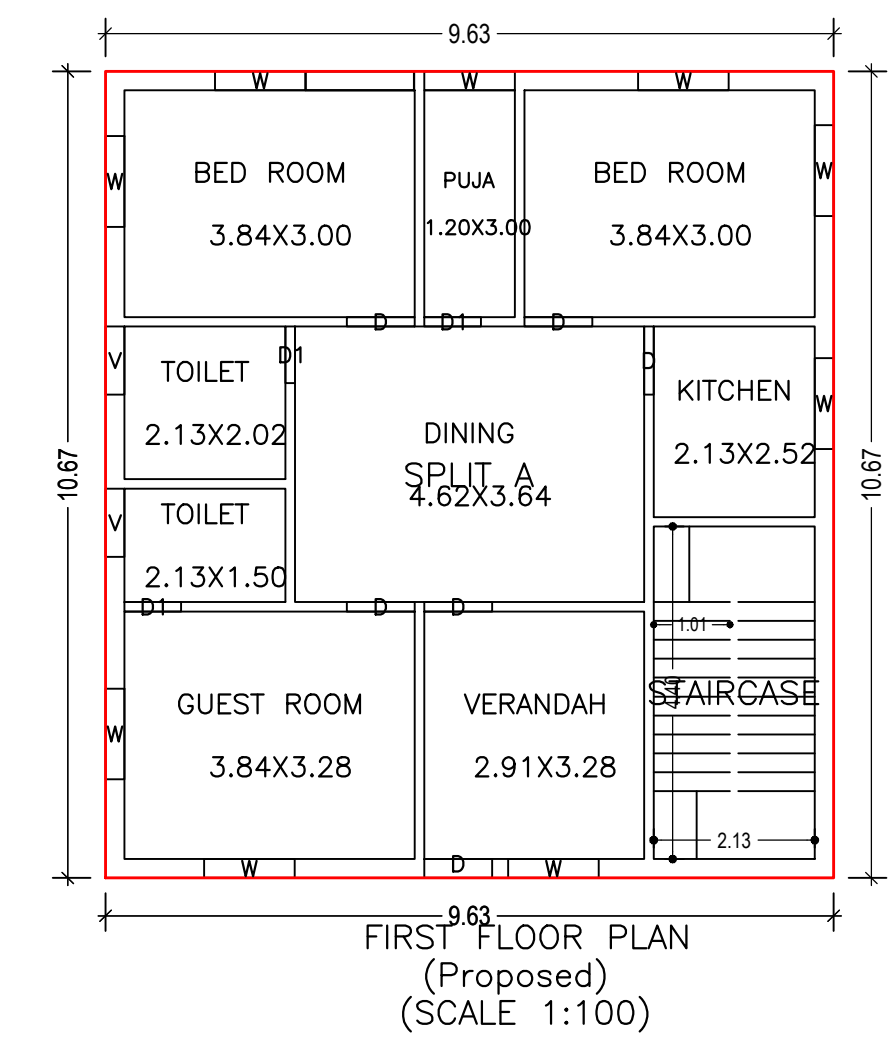 9.63
W
W
W
BED ROOM
3.84X3.00
PUJA
1.20X3.00
BED ROOM
3.84X3.00
W
W
D
D1
D
V
TOILET
2.13X2.02
D1
D
KITCHEN
2.13X2.52
W
DINING
SPLIT A
4.62X3.64
10.67
10.67
V
TOILET
2.13X1.50
D1
D
D
1.01
4.40
STAIRCASE
GUEST ROOM
3.84X3.28
VERANDAH
2.91X3.28
W
2.13
W
D
W
9.63
FIRST FLOOR PLAN
(Proposed)
(SCALE 1:100)